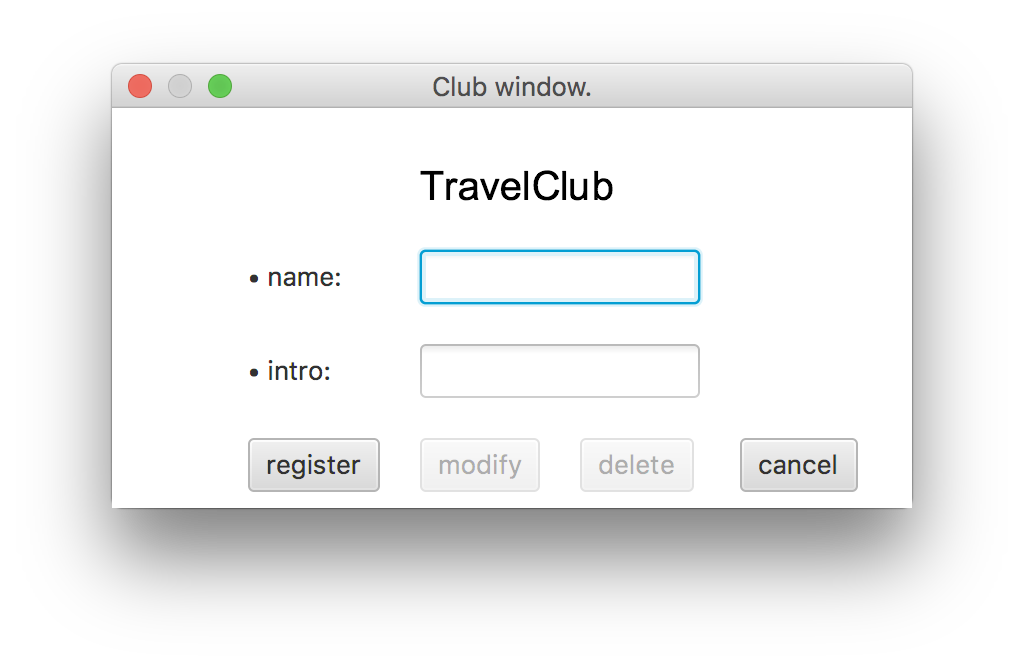 Club window.
TravelClub
• name:
• intro:
register modify delete cancel